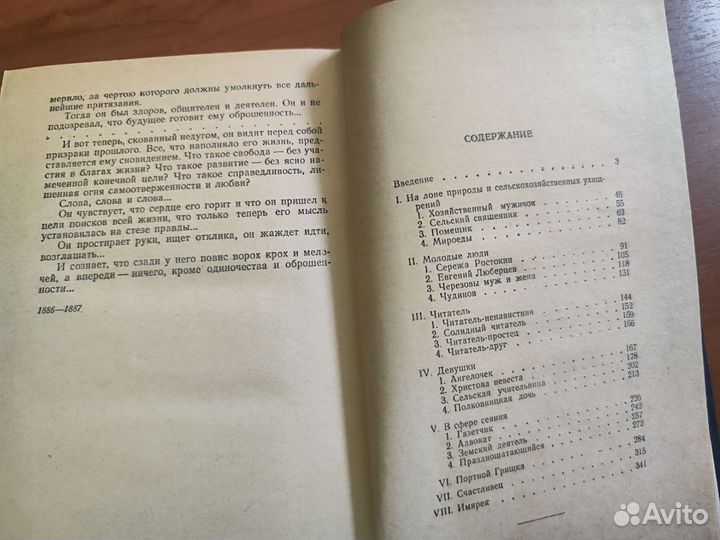 мерило, за чертою которого должны умолкнуть все даль-
нейшие притязания.
Тогда он был здоров, общителен и деятелен. Он и не
подозревал, что будущее готовит ему оброшенность...
И вот теперь, скованный недугом, он видит перед собой
призраки прошлого. Все, что наполняло его жизнь, пред-
ставляется ему сновидением. Что такое свобода — без уча-
стия в благах жизни? Что такое развитие — без ясно на-
меченной конечной цели? Что такое справедливость, ли-
шенная огня самоотверженности и любви?
Слова, слова и слова...
Он чувствует, что сердце его горит и что он пришел к
цели поисков всей жизни, что только теперь его мысль
установилась на стезе правды...
Он простирает руки, ищет отклика, он жаждет идти,
возглашать...
И сознает, что сзади у него повис ворох крох и мело-
чей, а впереди — ничего, кроме одиночества и оброшен-
ности...
1886—1887
СОДЕРЖАНИЕ
Введение 3
I. На лоне природы и сельскохозяйственных ухищ-
рений
1. Хозяйственный мужичок 46
2. Сельский священник 55
3. Помещик 63
4. Мироеды 82
II. Молодые люди
1. Сережа Ростокин 91
2. Евгений Люберцев 105
3. Черезовы муж и жена 118
4. Чудинов 131
III. Читатель
1. Читатель-ненавистник 144
2. Солидный читатель 152
3. Читатель-простец 159
4. Читатель-друг 166
IV. Девушки
1. Ангелочек 167
2. Христова невеста 178
3. Сельская учительница 202
4. Полковницкая дочь 213
V. В сфере сеяния
1. Газетчик 226
2. Адвокат 242
3. Земский деятель 257
4. Праздношатающийся 272
VI. Портной Гришка 284
VII. Счастливец 315
VIII. Имярек 341
Avito